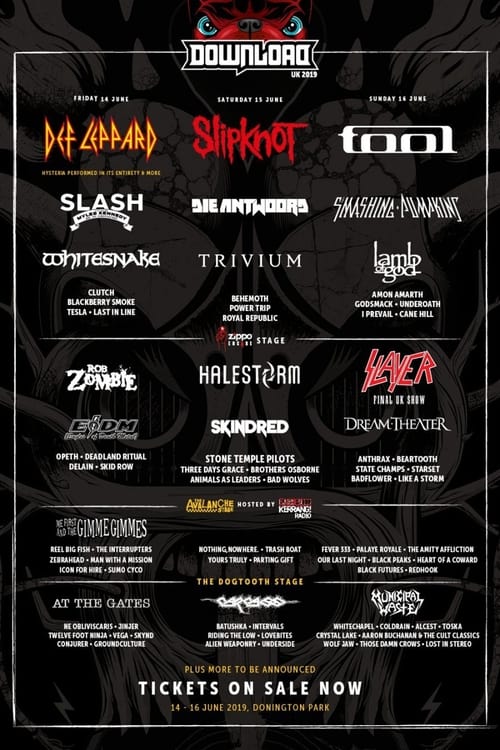 DOWNLOAD
UK 2019
FRIDAY 14 JUNE
DEF LEPPARD
HYSTERIA PERFORMED IN ITS ENTIRETY & MORE
SLASH
MYLES KENNEDY
WHITESNAKE
CLUTCH
BLACKBERRY SMOKE
TESLA • LAST IN LINE
SATURDAY 15 JUNE
SLIPKNOT
DIE ANTWOORD
TRIVIUM
BEHEMOTH
POWER TRIP
ROYAL REPUBLIC
SUNDAY 16 JUNE
TOOL
SMASHING PUMPKINS
lamb of god
AMON AMARTH
GODSMACK • UNDEROATH
I PREVAIL • CANE HILL
zippo ENCORE STAGE
ROB ZOMBIE
EODM
(Eagles of Death Metal)
OPETH • DEADLAND RITUAL
DELAIN • SKID ROW
HALESTORM
SKINDRED
STONE TEMPLE PILOTS
THREE DAYS GRACE • BROTHERS OSBORNE
ANIMALS AS LEADERS • BAD WOLVES
SLAYER
FINAL UK SHOW
DREAM THEATER
ANTHRAX • BEARTOOTH
STATE CHAMPS • STARSET
BADFLOWER • LIKE A STORM
THE AVALANCHE STAGE HOSTED BY KERRANG! RADIO
ME FIRST AND THE GIMME GIMMES
REEL BIG FISH • THE INTERRUPTERS
ZEBRAHEAD • MAN WITH A MISSION
ICON FOR HIRE • SUMO CYCO
NOTHING,NOWHERE. • TRASH BOAT
YOURS TRULY • PARTING GIFT
FEVER 333 • PALAYE ROYALE • THE AMITY AFFLICTION
OUR LAST NIGHT • BLACK PEAKS • HEART OF A COWARD
BLACK FUTURES • REDHOOK
THE DOGTOOTH STAGE
AT THE GATES
NE OBLIVISCARIS • JINJER
TWELVE FOOT NINJA • VEGA • SKYND
CONJURER • GROUNDCULTURE
CARCASS
BATUSHKA • INTERVALS
RIDING THE LOW • LOVEBITES
ALIEN WEAPONRY • UNDERSIDE
MUNICIPAL WASTE
WHITECHAPEL • COLDRAIN • ALCEST • TOSKA
CRYSTAL LAKE • AARON BUCHANAN & THE CULT CLASSICS
WOLF JAW • THOSE DAMN CROWS • LOST IN STEREO
PLUS MORE TO BE ANNOUNCED
TICKETS ON SALE NOW
14 - 16 JUNE 2019, DONINGTON PARK